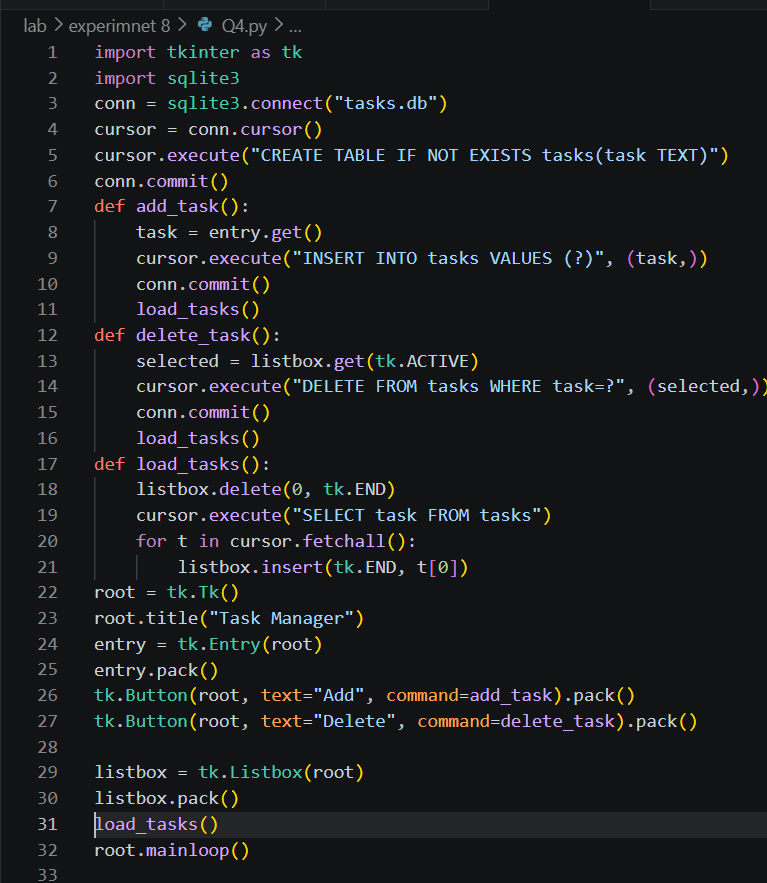 lab > experimnet 8 > Q4.py > ...
1 import tkinter as tk
2 import sqlite3
3 conn = sqlite3.connect("tasks.db")
4 cursor = conn.cursor()
5 cursor.execute("CREATE TABLE IF NOT EXISTS tasks(task TEXT)")
6 conn.commit()
7 def add_task():
8     task = entry.get()
9     cursor.execute("INSERT INTO tasks VALUES (?)", (task,))
10     conn.commit()
11     load_tasks()
12 def delete_task():
13     selected = listbox.get(tk.ACTIVE)
14     cursor.execute("DELETE FROM tasks WHERE task=?", (selected,))
15     conn.commit()
16     load_tasks()
17 def load_tasks():
18     listbox.delete(0, tk.END)
19     cursor.execute("SELECT task FROM tasks")
20     for t in cursor.fetchall():
21         listbox.insert(tk.END, t[0])
22 root = tk.Tk()
23 root.title("Task Manager")
24 entry = tk.Entry(root)
25 entry.pack()
26 tk.Button(root, text="Add", command=add_task).pack()
27 tk.Button(root, text="Delete", command=delete_task).pack()
28
29 listbox = tk.Listbox(root)
30 listbox.pack()
31 load_tasks()
32 root.mainloop()
33